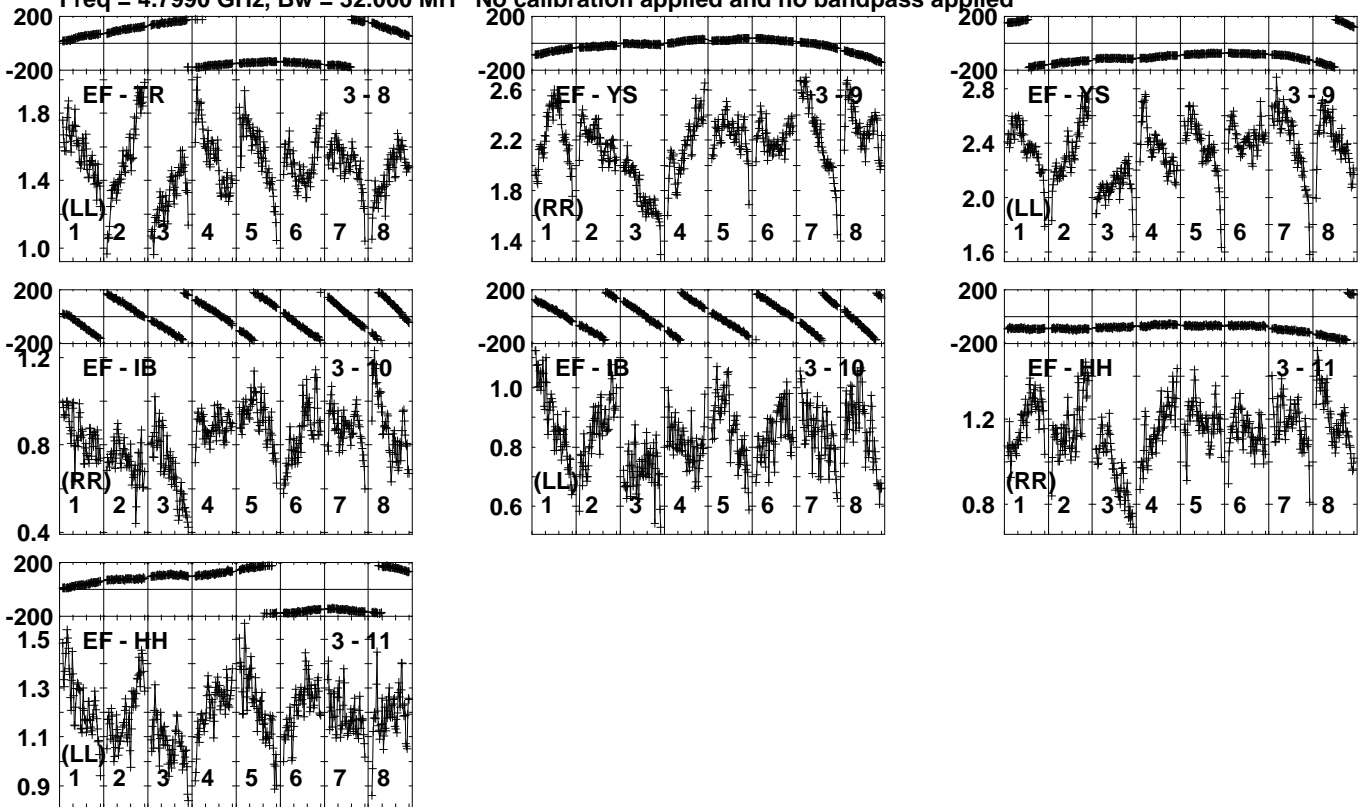 Freq = 4.7990 GHz, Bw = 32.000 MH No calibration applied and no bandpass applied
200
-200
EF - TR 3 - 8
1.8
1.4
1.0
(LL)
1 2 3 4 5 6 7 8
200
-200
EF - YS 3 - 9
2.6
2.2
1.8
1.4
(RR)
1 2 3 4 5 6 7 8
200
-200
EF - YS 3 - 9
2.8
2.4
2.0
1.6
(LL)
1 2 3 4 5 6 7 8
200
-200
EF - IB 3 - 10
1.2
0.8
0.4
(RR)
1 2 3 4 5 6 7 8
200
-200
EF - IB 3 - 10
1.0
0.8
0.6
(LL)
1 2 3 4 5 6 7 8
200
-200
EF - HH 3 - 11
1.2
0.8
(RR)
1 2 3 4 5 6 7 8
200
-200
EF - HH 3 - 11
1.5
1.3
1.1
0.9
(LL)
1 2 3 4 5 6 7 8